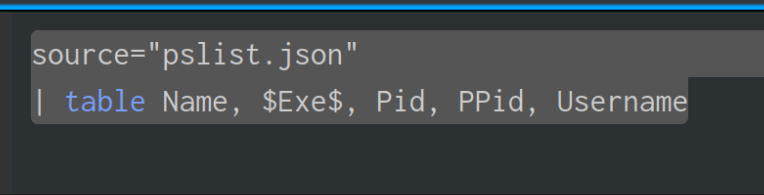 source="pslist.json"
| table Name, $Exe$, Pid, PPid, Username